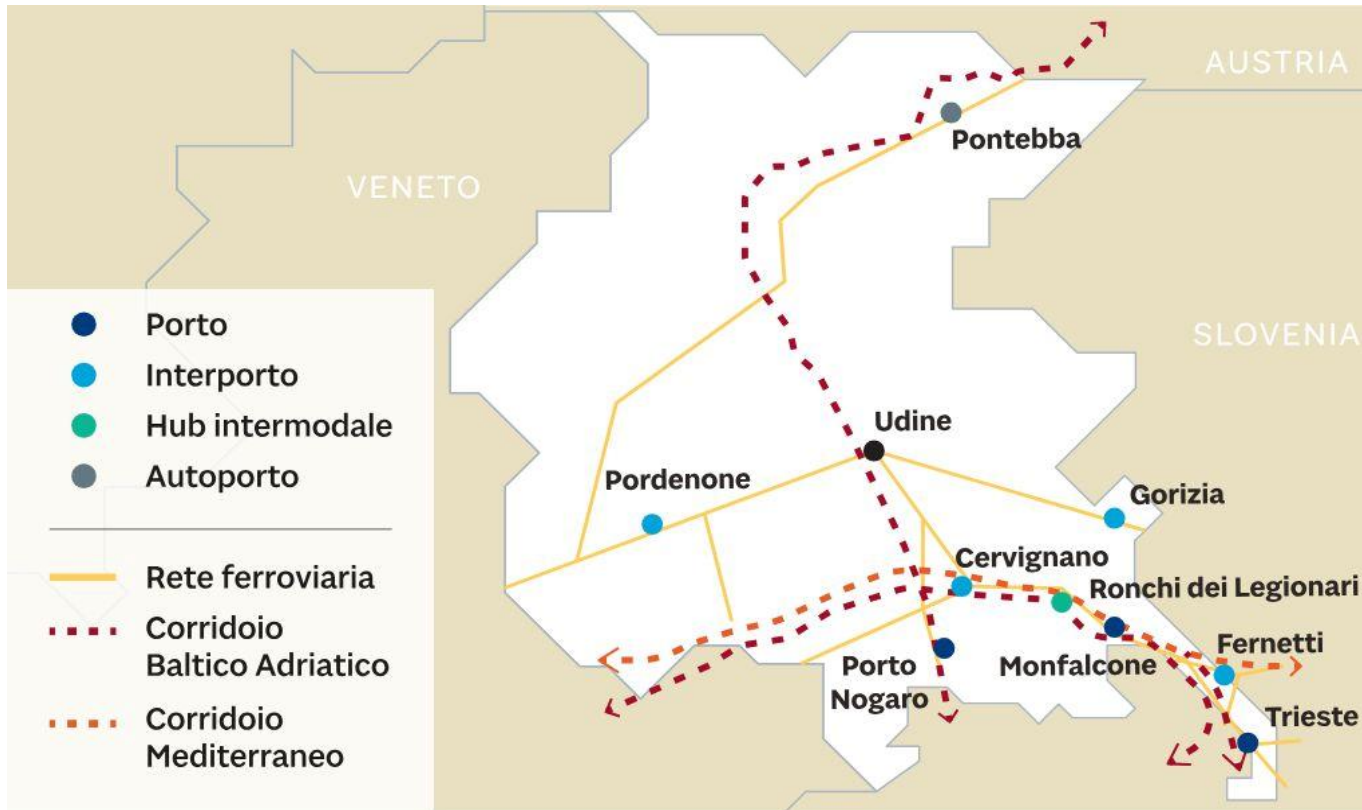 AUSTRIA
VENETO
SLOVENIA
Pontebba
Udine
Pordenone
Gorizia
Cervignano
Ronchi dei Legionari
Monfalcone
Fernetti
Porto
Nogaro
Trieste
Porto
Interporto
Hub intermodale
Autoporto
Rete ferroviaria
Corridoio
Baltico Adriatico
Corridoio
Mediterraneo